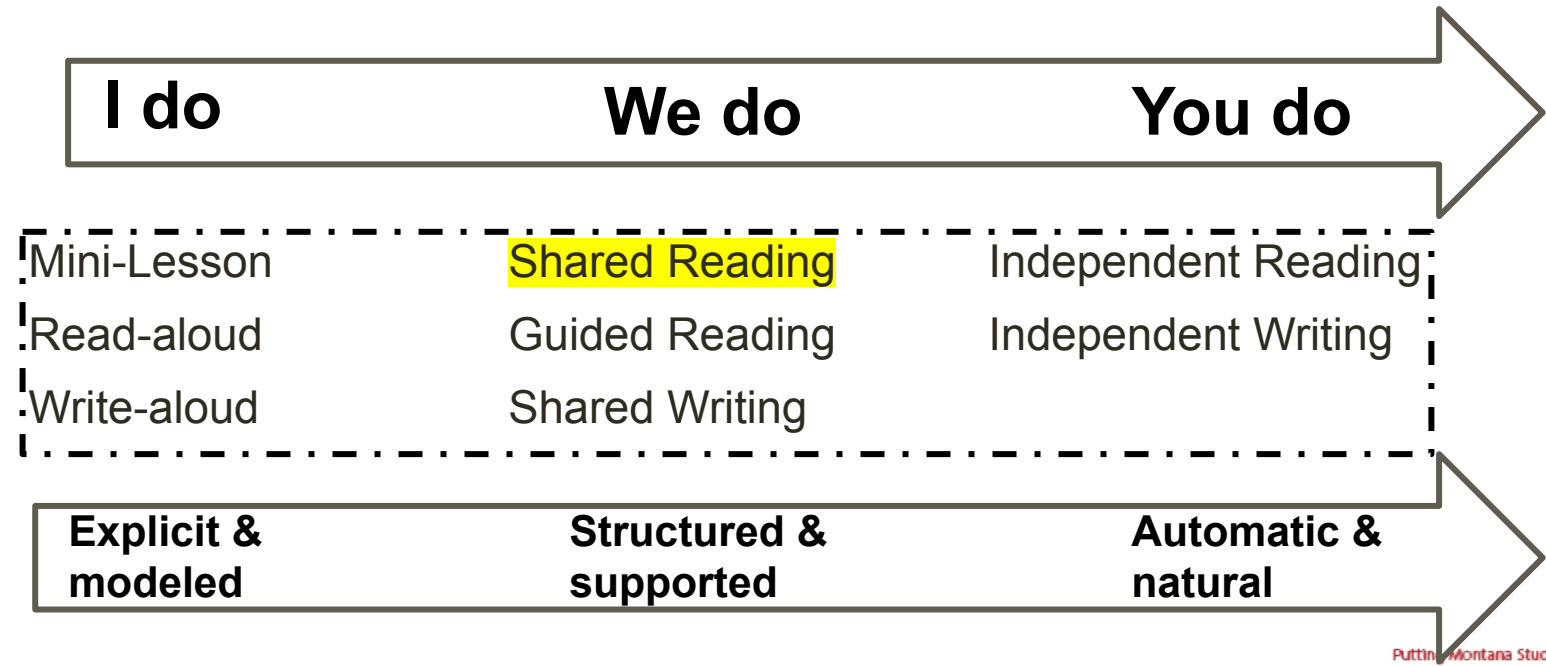 I do We do You do
Mini-Lesson Shared Reading Independent Reading
Read-aloud Guided Reading Independent Writing
Write-aloud Shared Writing
Explicit & Structured & Automatic &
modeled supported natural
Montana